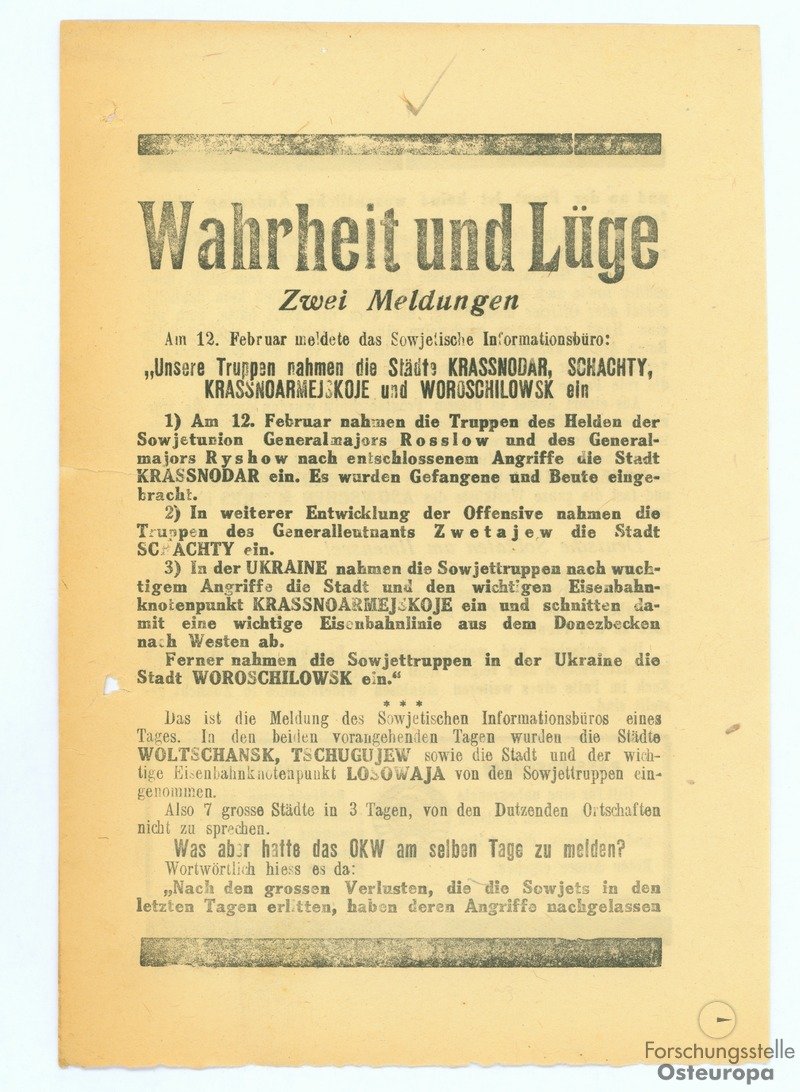 Wahrheit und Lüge
Zwei Meldungen
Am 12. Februar meldete das Sowjetische Informationsbüro:
„Unsere Truppen nahmen die Städte KRASSNODAR, SCHACHTY,
KRASSNOARMEJSKOJE und WOROSCHILOWSK ein
1) Am 12. Februar nahmen die Truppen des Helden der
Sowjetunion Generalmajors Rosslow und des General-
majors Ryshow nach entschlossenem Angriffe die Stadt
KRASSNODAR ein. Es wurden Gefangene und Beute einge-
bracht.
2) In weiterer Entwicklung der Offensive nahmen die
Truppen des Generalleutnants Zwetajew die Stadt
SCHACHTY ein.
3) In der UKRAINE nahmen die Sowjettruppen nach wuch-
tigem Angriffe die Stadt und den wichtigen Eisenbahn-
knotenpunkt KRASSNOARMEJSKOJE ein und schnitten da-
mit eine wichtige Eisenbahnlinie aus dem Donezbecken
nach Westen ab.
Ferner nahmen die Sowjettruppen in der Ukraine die
Stadt WOROSCHILOWSK ein.“
* * *
Das ist die Meldung des Sowjetischen Informationsbüros eines
Tages. In den beiden vorangehenden Tagen wurden die Städte
WOLTSCHANSK, TSCHUGUJEW sowie die Stadt und der wich-
tige Eisenbahnknotenpunkt LOSOWAJA von den Sowjettruppen ein-
genommen.
Also 7 grosse Städte in 3 Tagen, von den Dutzenden Ortschaften
nicht zu sprechen.
Was aber hatte das OKW am selben Tage zu melden?
Wortwörtlich hiess es da:
„Nach den grossen Verlusten, die die Sowjets in den
letzten Tagen erlitten, haben deren Angriffe nachgelassen
Forschungsstelle
Osteuropa